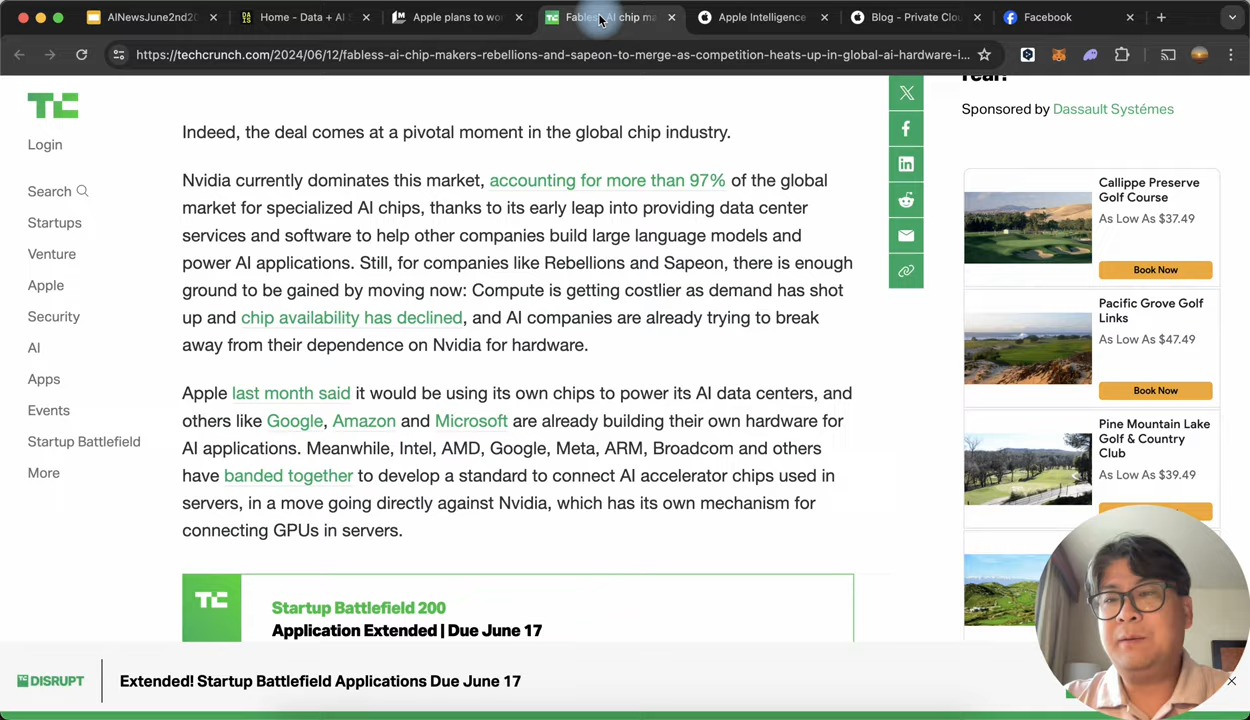 AINewsJune2nd20
Home - Data + AI
Apple plans to wor
Fabless AI chip ma
Apple Intelligence
Blog - Private Clou
Facebook
https://techcrunch.com/2024/06/12/fabless-ai-chip-makers-rebellions-and-sapeon-to-merge-as-competition-heats-up-in-global-ai-hardware-i...
TC
Login
Search
Startups
Venture
Apple
Security
AI
Apps
Events
Startup Battlefield
More
Indeed, the deal comes at a pivotal moment in the global chip industry.
Nvidia currently dominates this market, accounting for more than 97% of the global
market for specialized AI chips, thanks to its early leap into providing data center
services and software to help other companies build large language models and
power AI applications. Still, for companies like Rebellions and Sapeon, there is enough
ground to be gained by moving now: Compute is getting costlier as demand has shot
up and chip availability has declined, and AI companies are already trying to break
away from their dependence on Nvidia for hardware.
Apple last month said it would be using its own chips to power its AI data centers, and
others like Google, Amazon and Microsoft are already building their own hardware for
AI applications. Meanwhile, Intel, AMD, Google, Meta, ARM, Broadcom and others
have banded together to develop a standard to connect AI accelerator chips used in
servers, in a move going directly against Nvidia, which has its own mechanism for
connecting GPUs in servers.
TC
Startup Battlefield 200
Application Extended | Due June 17
Year!
Sponsored by Dassault Systémes
Callippe Preserve
Golf Course
As Low As $37.49
Book Now
Pacific Grove Golf
Links
As Low As $47.49
Book Now
Pine Mountain Lake
Golf & Country
Club
As Low As $39.49
TC DISRUPT
Extended! Startup Battlefield Applications Due June 17